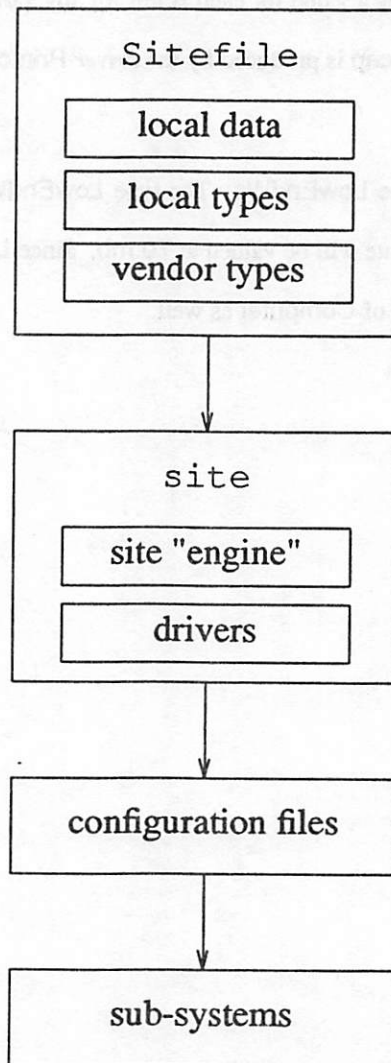 Sitefile
local data
local types
vendor types
site
site "engine"
drivers
configuration files
sub-systems